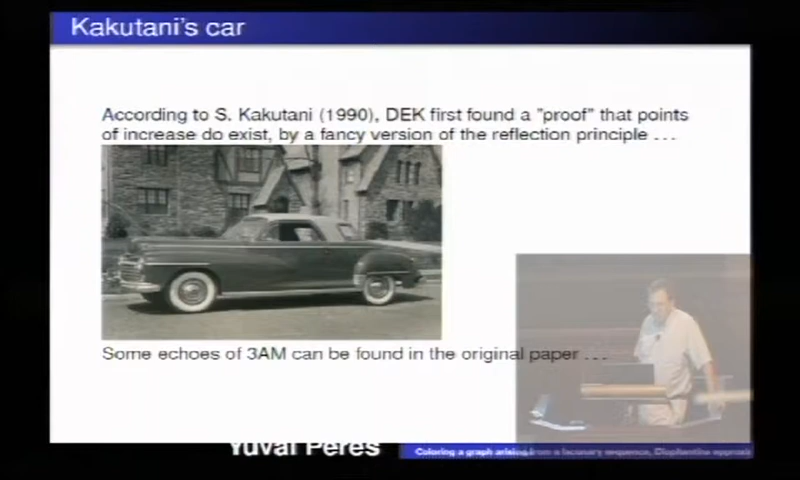 Kakutani's car
According to S. Kakutani (1990), DEK first found a "proof" that points
of increase do exist, by a fancy version of the reflection principle ...
Some echoes of 3AM can be found in the original paper ...
Yuval Peres
Coloring a graph arising from a lacunary sequence, Diophantine approxi